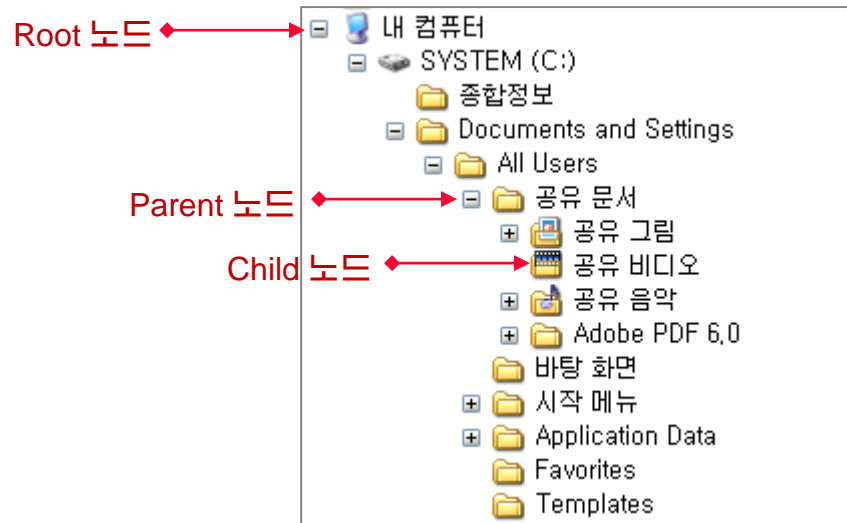 Root 노드
내 컴퓨터
SYSTEM (C:)
종합정보
Documents and Settings
All Users
Parent 노드
공유 문서
공유 그림
Child 노드
공유 비디오
공유 음악
Adobe PDF 6,0
바탕 화면
시작 메뉴
Application Data
Favorites
Templates